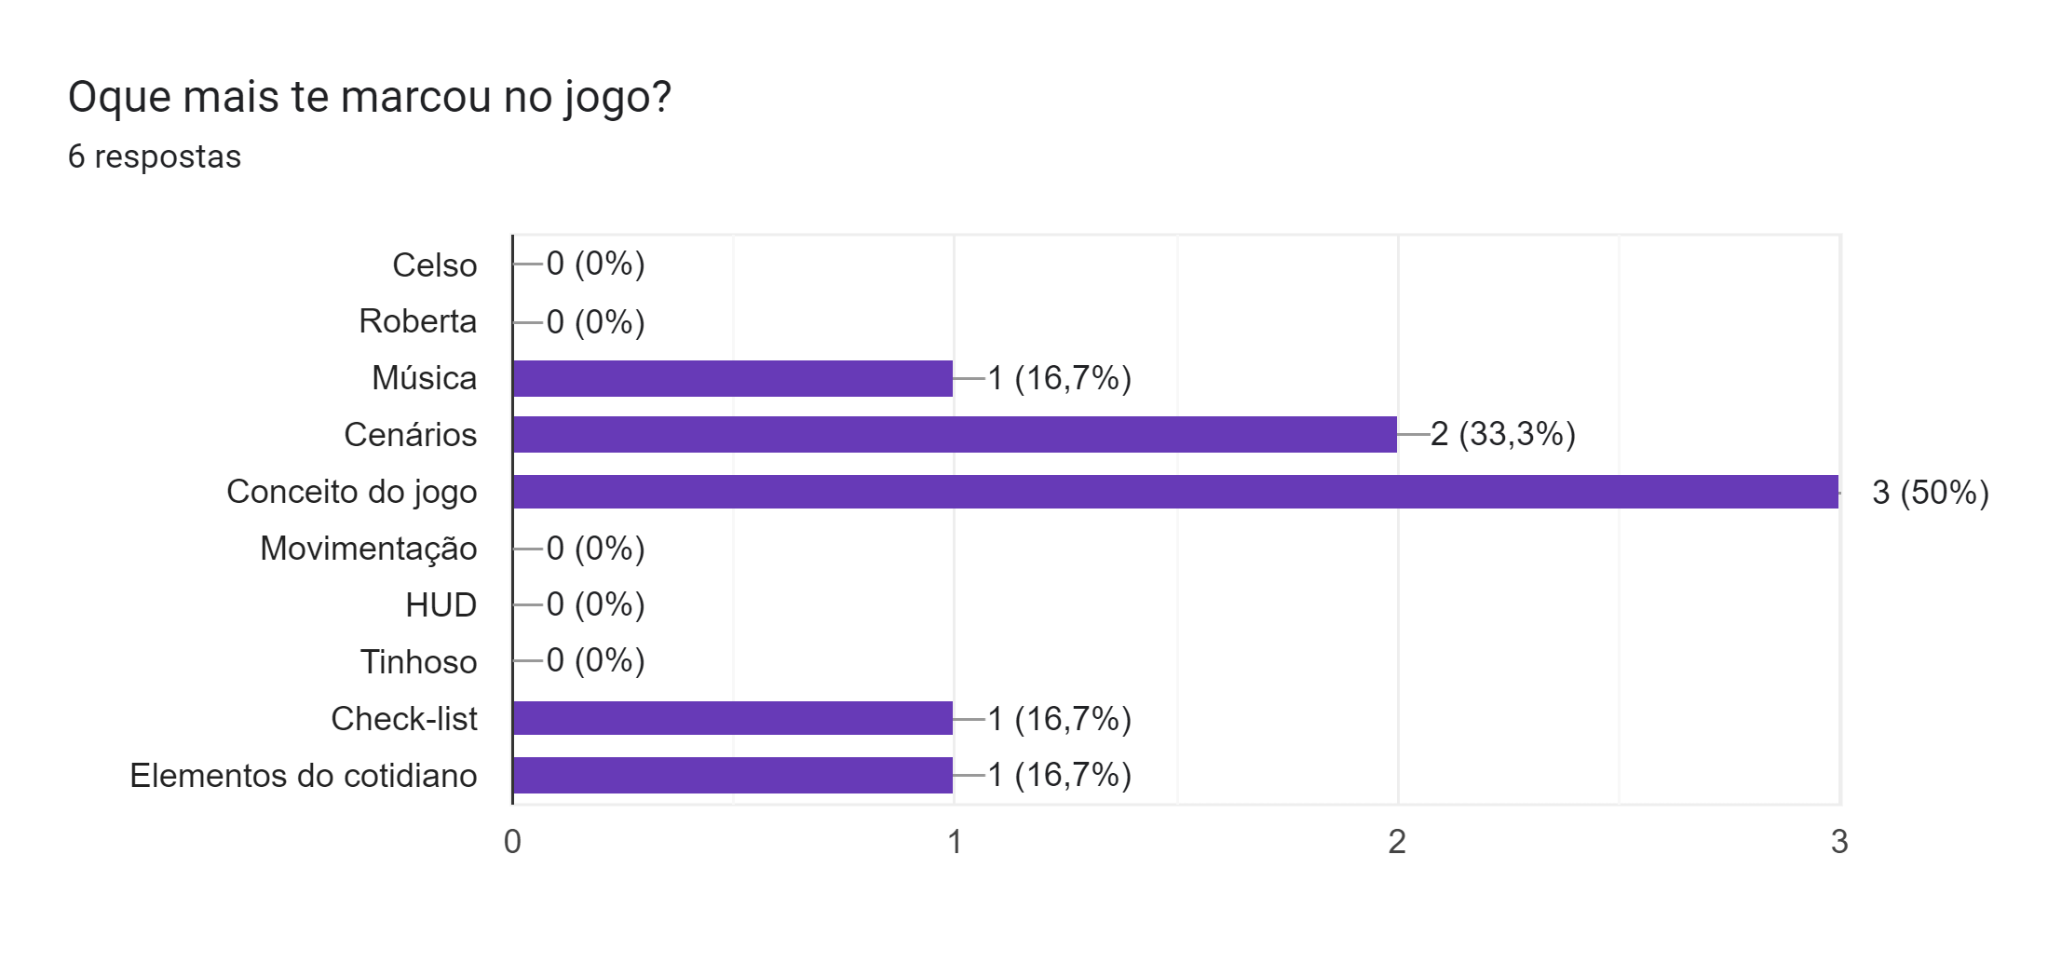 Oque mais te marcou no jogo?
6 respostas
Celso 0 (0%)
Roberta 0 (0%)
Música 1 (16,7%)
Cenários 2 (33,3%)
Conceito do jogo 3 (50%)
Movimentação 0 (0%)
HUD 0 (0%)
Tinhoso 0 (0%)
Check-list 1 (16,7%)
Elementos do cotidiano 1 (16,7%)
0 1 2 3